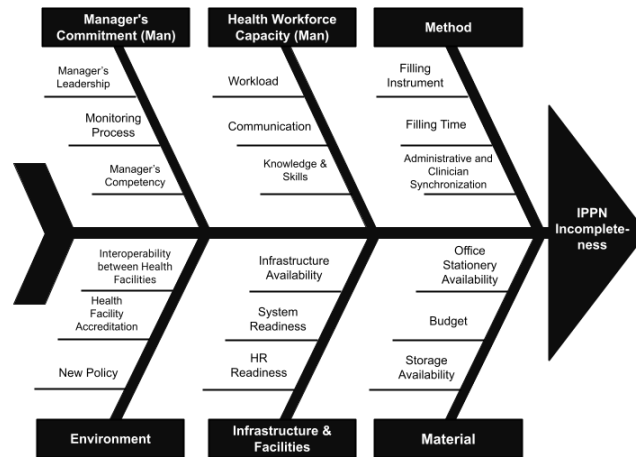 Manager's
Commitment (Man)
Health Workforce
Capacity (Man)
Method
Manager's
Leadership
Monitoring
Process
Manager's
Competency
Workload
Communication
Knowledge &
Skills
Filling
Instrument
Filling Time
Administrative and
Clinician
Synchronization
IPPN
Incomplete-
ness
Interoperability
between Health
Facilities
Health
Facility
Accreditation
New Policy
Infrastructure
Availability
System
Readiness
HR
Readiness
Office
Stationery
Availability
Budget
Storage
Availability
Environment
Infrastructure &
Facilities
Material